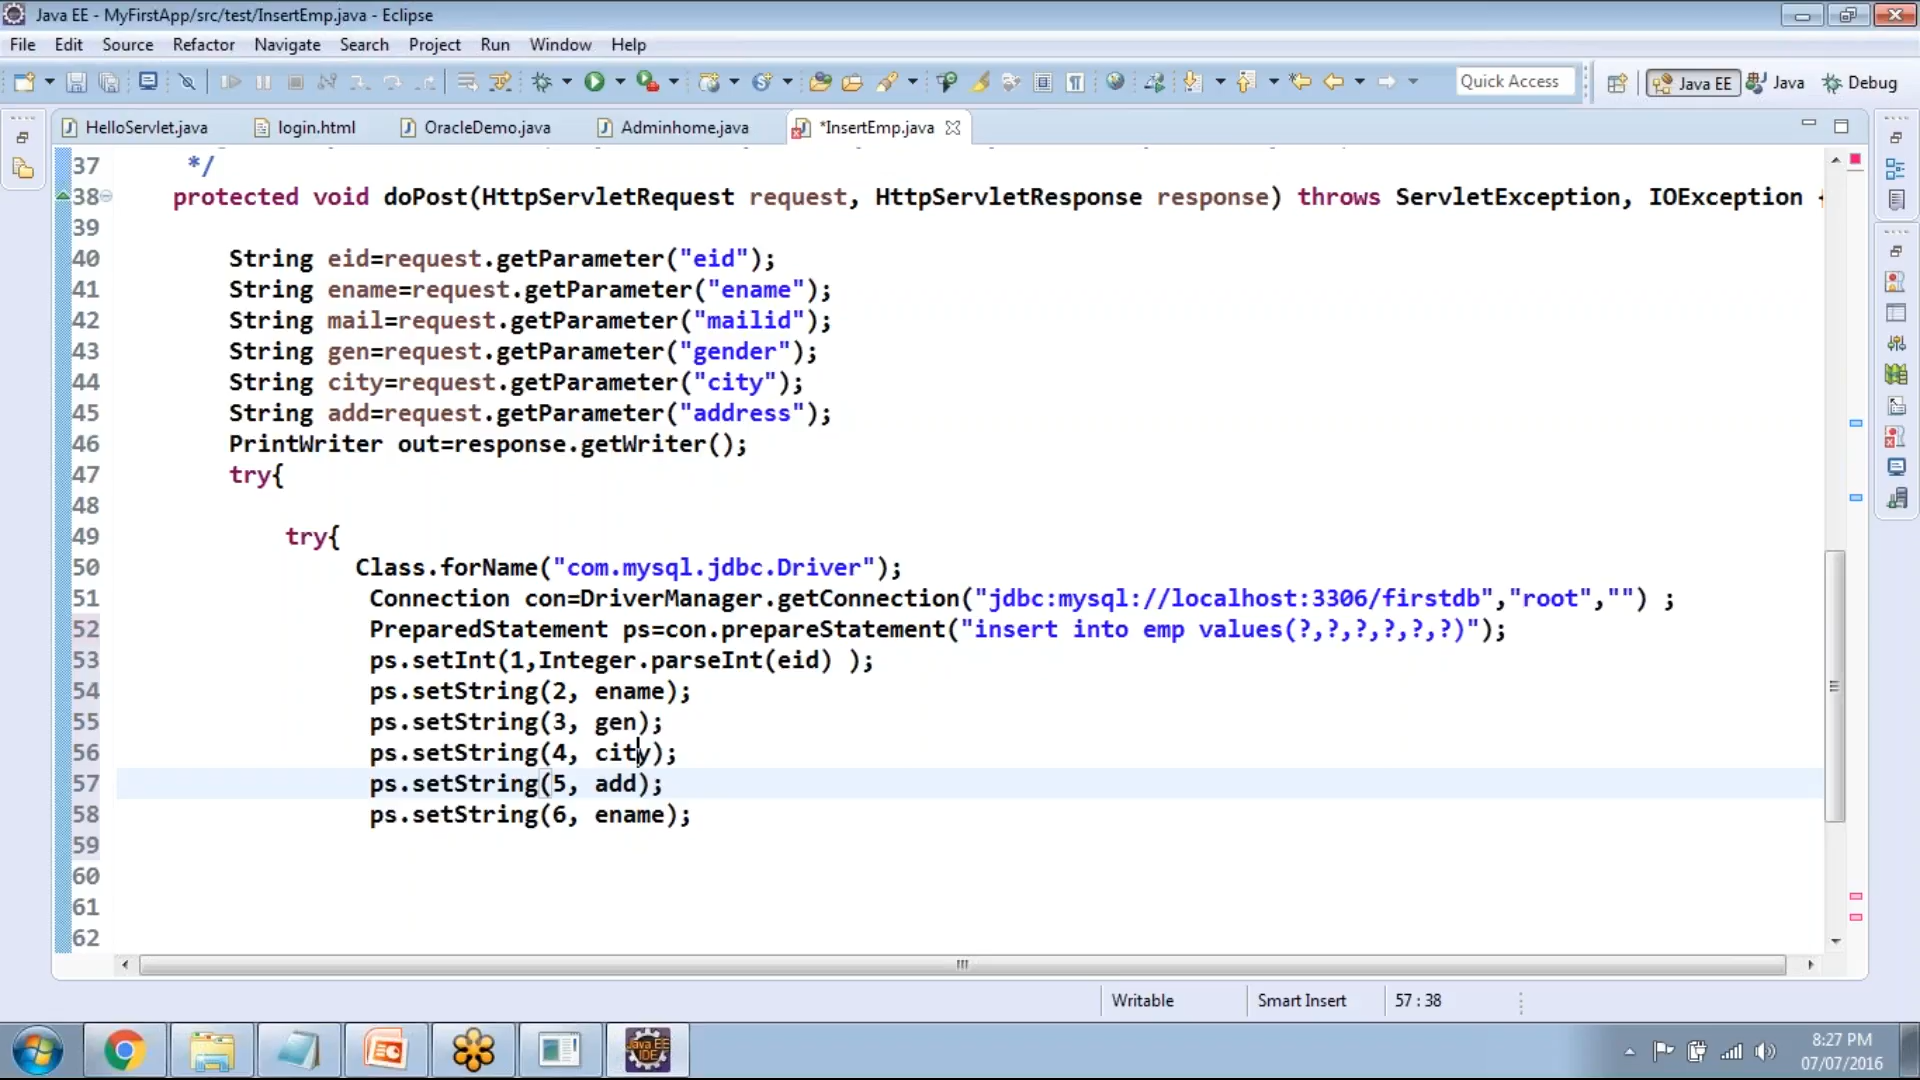 Java EE - MyFirstApp/src/test/InsertEmp.java - Eclipse
File Edit Source Refactor Navigate Search Project Run Window Help
Quick Access Java EE Java Debug
HelloServlet.java login.html OracleDemo.java Adminhome.java *InsertEmp.java
37 */
38 protected void doPost(HttpServletRequest request, HttpServletResponse response) throws ServletException, IOException {
39
40 String eid=request.getParameter("eid");
41 String ename=request.getParameter("ename");
42 String mail=request.getParameter("mailid");
43 String gen=request.getParameter("gender");
44 String city=request.getParameter("city");
45 String add=request.getParameter("address");
46 PrintWriter out=response.getWriter();
47 try{
48
49 try{
50 Class.forName("com.mysql.jdbc.Driver");
51 Connection con=DriverManager.getConnection("jdbc:mysql://localhost:3306/firstdb","root","") ;
52 PreparedStatement ps=con.prepareStatement("insert into emp values(?,?,?,?,?,?)");
53 ps.setInt(1,Integer.parseInt(eid) );
54 ps.setString(2, ename);
55 ps.setString(3, gen);
56 ps.setString(4, city);
57 ps.setString(5, add);
58 ps.setString(6, ename);
59
60
61
62
Writable Smart Insert 57 : 38
Java EE IDE
8:27 PM
07/07/2016